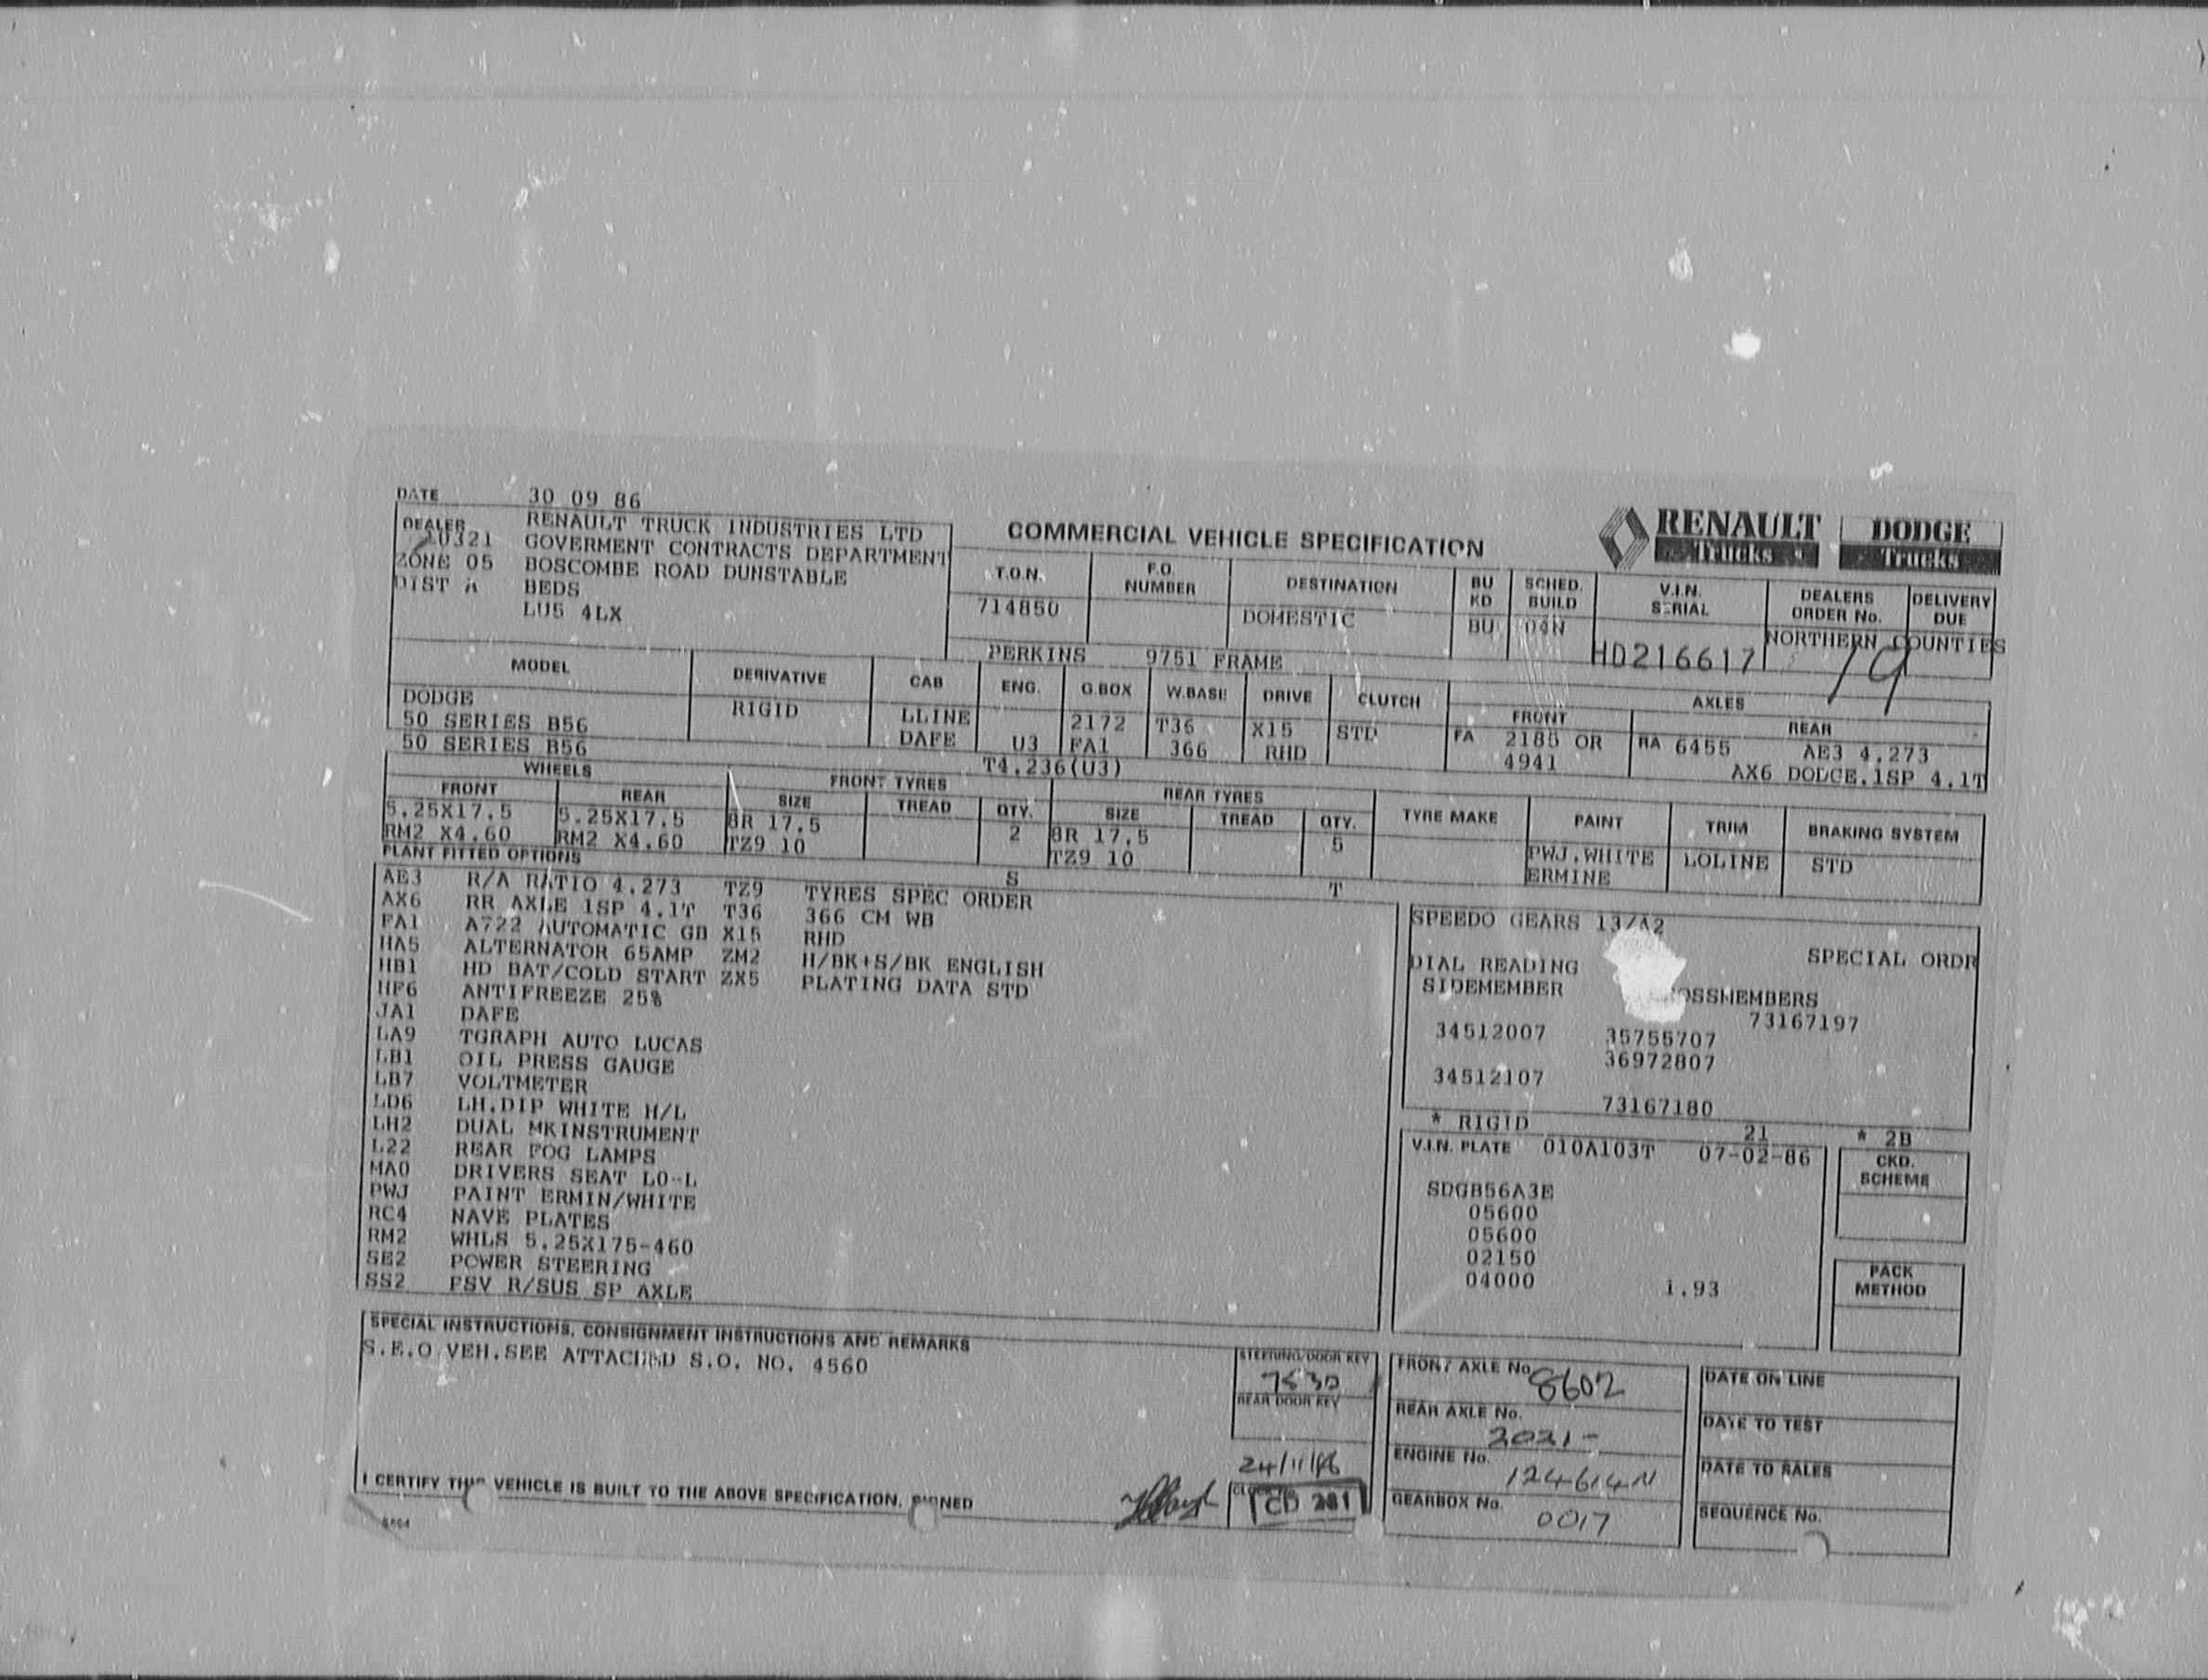 DATE 30 09 86
DEALER RENAULT TRUCK INDUSTRIES LTD
0321 GOVERMENT CONTRACTS DEPARTMENT
ZONE 05 BOSCOMBE ROAD DUNSTABLE
DIST A BEDS
LU5 4LX
COMMERCIAL VEHICLE SPECIFICATION
RENAULT Trucks
DODGE Trucks
T.O.N. F.O. NUMBER DESTINATION BU KD SCHED. BUILD V.I.N. SERIAL DEALERS ORDER No. DELIVERY DUE
714850 DOMESTIC BU 04N HD216617 NORTHERN COUNTIES
19
PERKINS 9751 FRAME
MODEL DERIVATIVE CAB ENG. G.BOX W.BASE DRIVE CLUTCH AXLES
FRONT REAR
DODGE
50 SERIES B56 RIGID LLINE 2172 T36 X15 STD FA 2185 OR RA 6455 AE3 4.273
50 SERIES B56 DAFE U3 FA1 366 RHD 4941 AX6 DODGE.1SP 4.1T
T4.236(U3)
WHEELS FRONT TYRES REAR TYRES
FRONT REAR SIZE TREAD QTY. SIZE TREAD QTY. TYRE MAKE PAINT TRIM BRAKING SYSTEM
5.25X17.5 5.25X17.5 8R 17.5 2 8R 17.5 5 PWJ.WHITE LOLINE STD
RM2 X4.60 RM2 X4.60 TZ9 10 TZ9 10 ERMINE
PLANT FITTED OPTIONS S T
AE3 R/A RATIO 4.273 TZ9 TYRES SPEC ORDER
AX6 RR AXLE 1SP 4.1T T36 366 CM WB
FA1 A722 AUTOMATIC GB X15 RHD
HA5 ALTERNATOR 65AMP ZM2 H/BK+S/BK ENGLISH
HB1 HD BAT/COLD START ZX5 PLATING DATA STD
HF6 ANTIFREEZE 25%
JA1 DAFE
LA9 TGRAPH AUTO LUCAS
LB1 OIL PRESS GAUGE
LB7 VOLTMETER
LD6 LH.DIP WHITE H/L
LH2 DUAL MKINSTRUMENT
L22 REAR FOG LAMPS
MA0 DRIVERS SEAT LO-L
PWJ PAINT ERMIN/WHITE
RC4 NAVE PLATES
RM2 WHLS 5.25X175-460
SE2 POWER STEERING
SS2 PSV R/SUS SP AXLE
SPEEDO GEARS 13/A2
SPECIAL ORDR
DIAL READING
SIDEMEMBER OSSMEMBERS
73167197
34512007 35755707
36972807
34512107
73167180
* RIGID 21 * 2B
V.I.N. PLATE 010A103T 07-02-86
CKD. SCHEME
SDGB56A3E
05600
05600
02150
04000 1.93
PACK METHOD
SPECIAL INSTRUCTIONS, CONSIGNMENT INSTRUCTIONS AND REMARKS
S.E.O VEH.SEE ATTACHED S.O. NO. 4560
STEERING/DOOR KEY
7530
REAR DOOR KEY
24/11/86
CD 281
FRONT AXLE No. 8602
REAR AXLE No. 2021-
ENGINE No. 124614N
GEARBOX No. 0017
DATE ON LINE
DATE TO TEST
DATE TO SALES
SEQUENCE No.
I CERTIFY THIS VEHICLE IS BUILT TO THE ABOVE SPECIFICATION. SIGNED